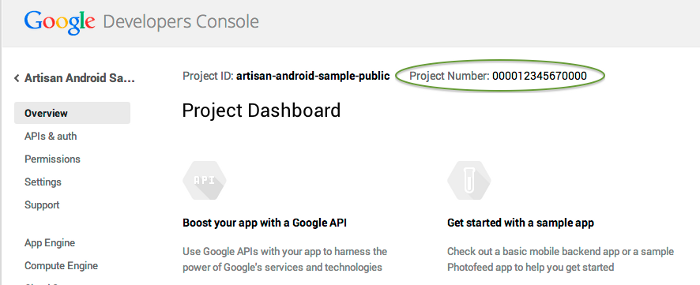 Google Developers Console
< Artisan Android Sa...
Project ID: artisan-android-sample-public Project Number: 000012345670000
Overview
Project Dashboard
APIs & auth
Permissions
Settings
Support
API
Boost your app with a Google API
Get started with a sample app
Use Google APIs with your app to harness the
power of Google's services and technologies
Check out a basic mobile backend app or a sample
Photofeed app to help you get started
App Engine
Compute Engine